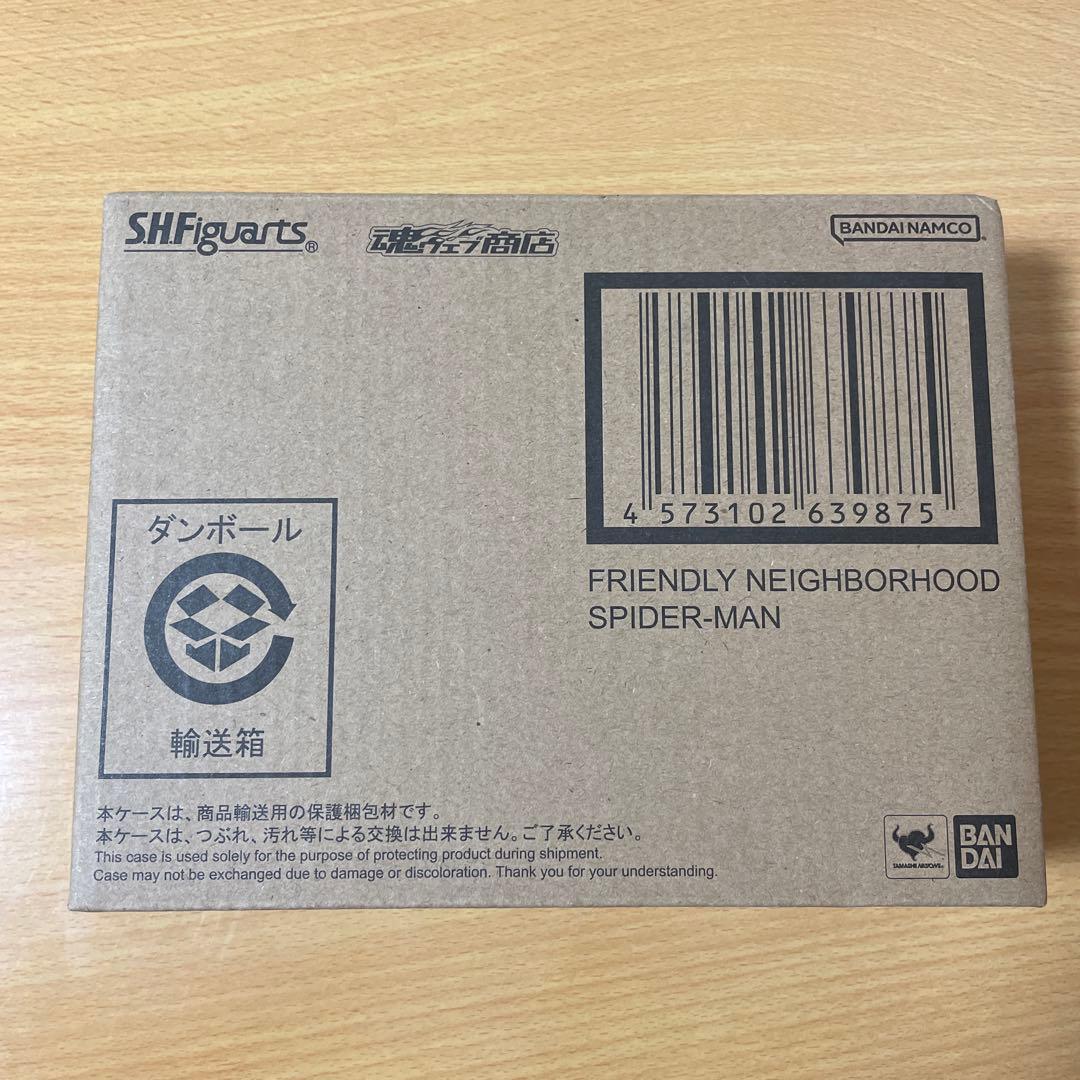 S.H.Figuarts®
魂ウェブ商店
BANDAI NAMCO
4 573102 639875
FRIENDLY NEIGHBORHOOD
SPIDER-MAN
ダンボール
輸送箱
本ケースは、商品輸送用の保護梱包材です。
本ケースは、つぶれ、汚れ等による交換は出来ません。ご了承ください。
This case is used solely for the purpose of protecting product during shipment.
Case may not be exchanged due to damage or discoloration. Thank you for your understanding.
TAMASHII NATIONS
BAN
DAI